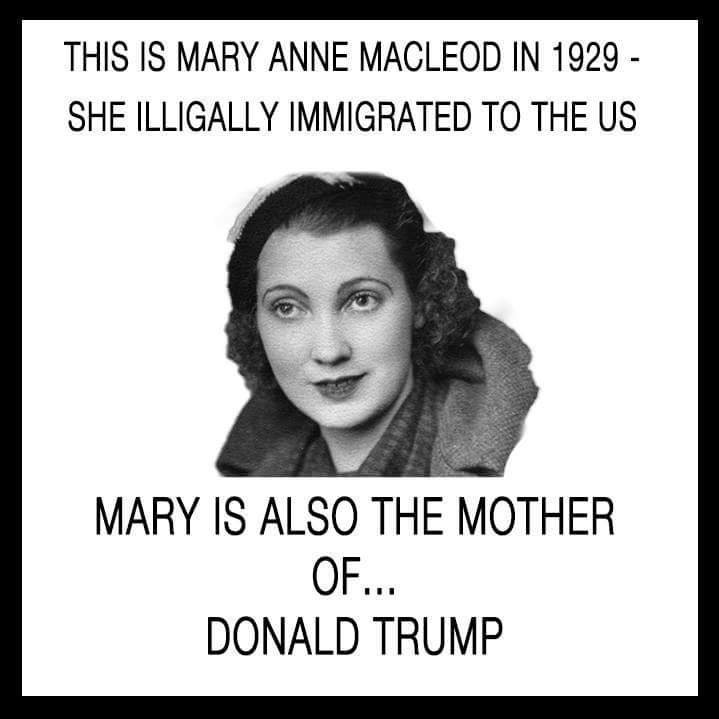 THIS IS MARY ANNE MACLEOD IN 1929 -
SHE ILLIGALLY IMMIGRATED TO THE US
MARY IS ALSO THE MOTHER
OF...
DONALD TRUMP